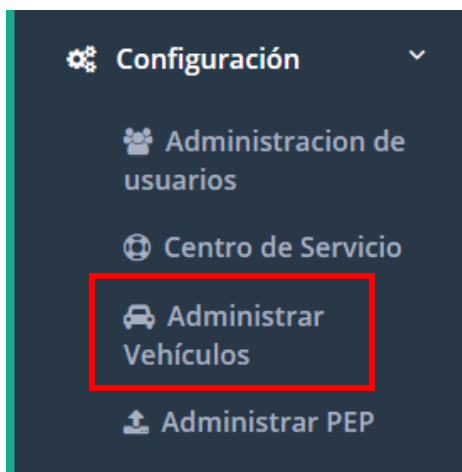 Configuración
Administracion de
usuarios
Centro de Servicio
Administrar
Vehículos
Administrar PEP